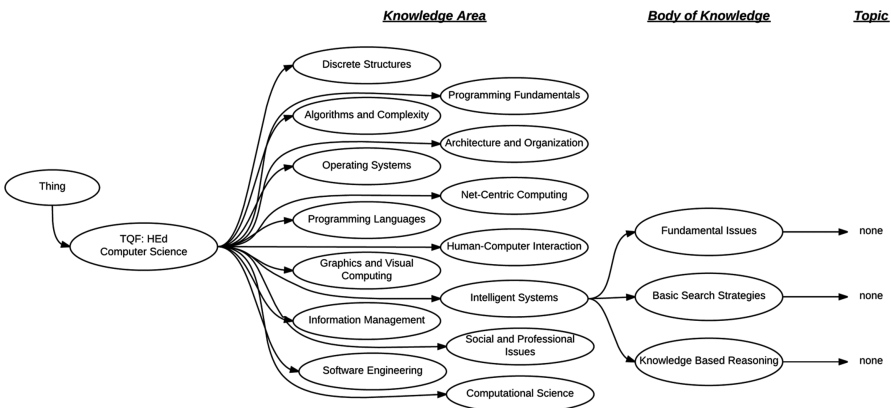 Knowledge Area
Body of Knowledge
Topic
Discrete Structures
Programming Fundamentals
Algorithms and Complexity
Architecture and Organization
Operating Systems
Thing
Net-Centric Computing
Programming Languages
Fundamental Issues
none
TQF: HEd
Computer Science
Human-Computer Interaction
Graphics and Visual
Computing
Intelligent Systems
Basic Search Strategies
none
Information Management
Social and Professional
Issues
Knowledge Based Reasoning
none
Software Engineering
Computational Science